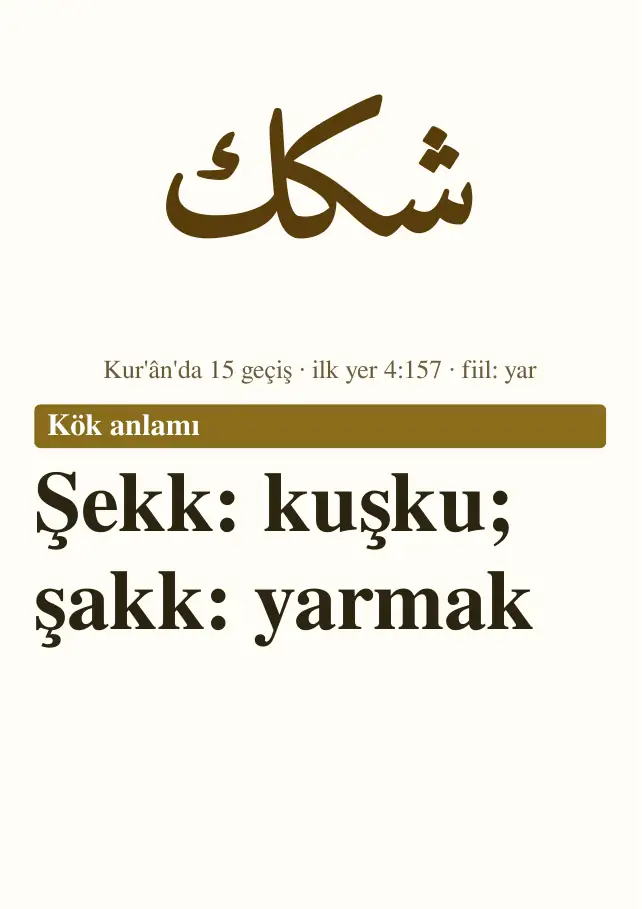 شكك
Kur'ân'da 15 geçiş · ilk yer 4:157 · fiil: yar
Kök anlamı
Şekk: kuşku;
şakk: yarmak